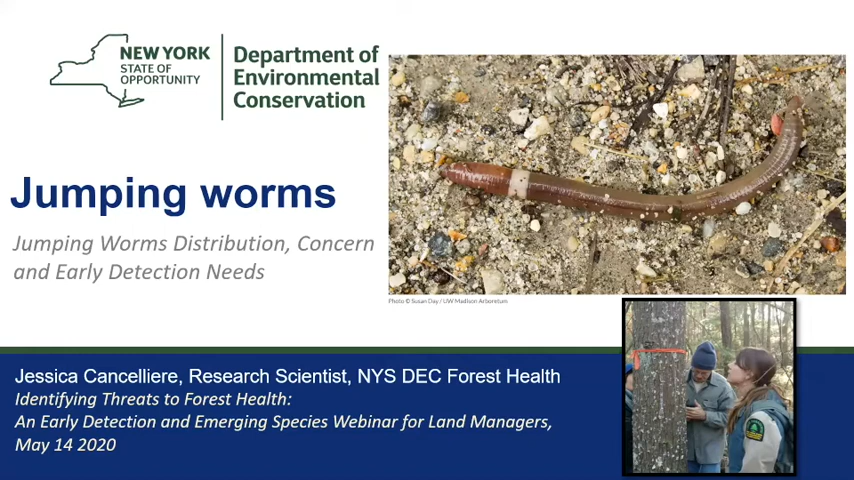 NEW YORK
STATE OF
OPPORTUNITY
Department of
Environmental
Conservation
Jumping worms
Jumping Worms Distribution, Concern
and Early Detection Needs
Photo © Susan Day / UW Madison Arboretum
Jessica Cancelliere, Research Scientist, NYS DEC Forest Health
Identifying Threats to Forest Health:
An Early Detection and Emerging Species Webinar for Land Managers,
May 14 2020